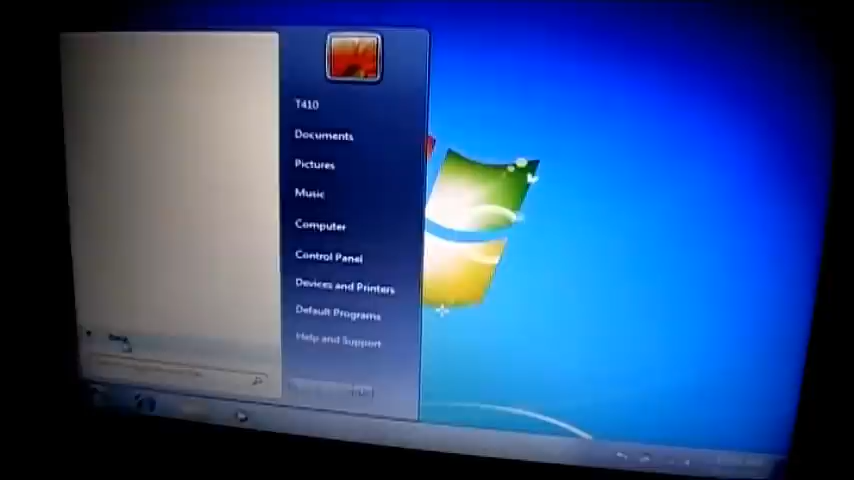 T410
Documents
Pictures
Music
Computer
Control Panel
Devices and Printers
Default Programs
Help and Support